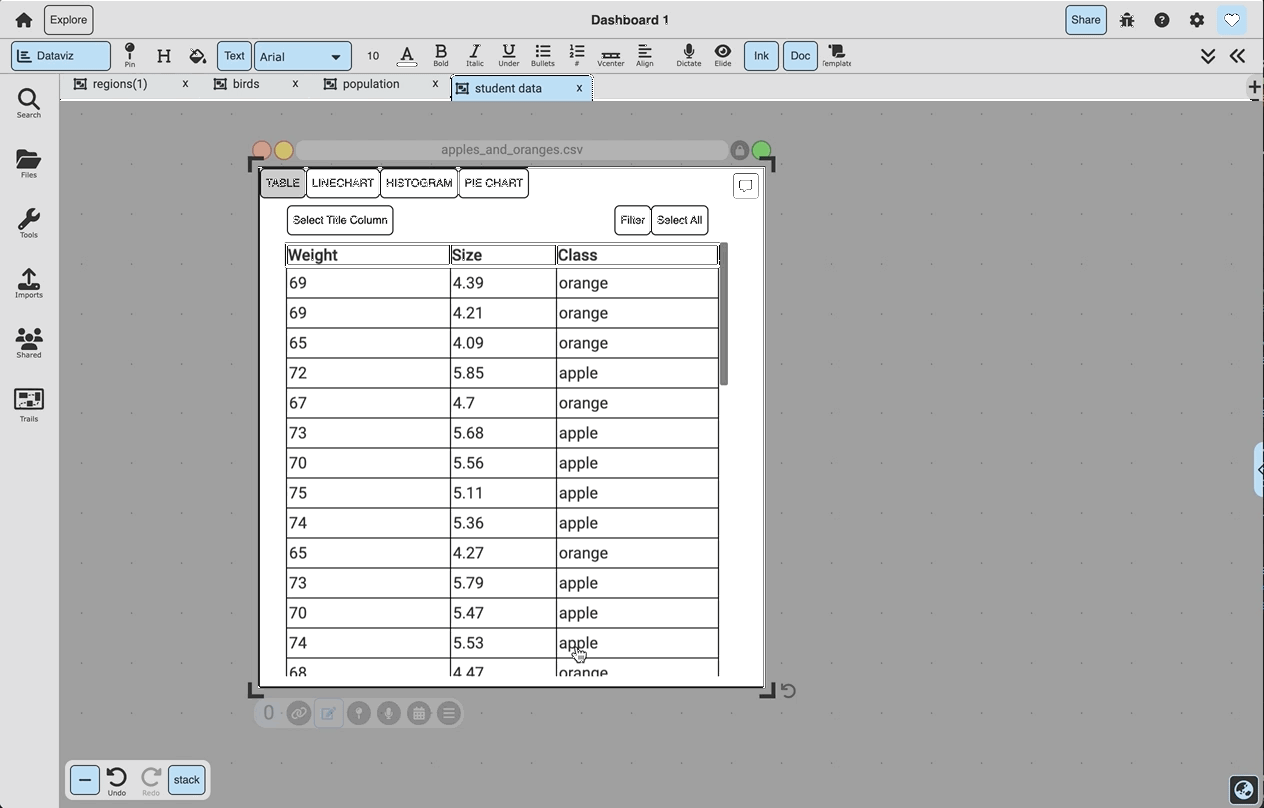 Explore Dashboard 1 Share
Dataviz Pin H Text Arial 10 A Bold Italic Under Bullets # Vcenter Align Dictate Elide Ink Doc Template
regions(1) x birds x population x student data x +
Search
Files
Tools
Imports
Shared
Trails
apples_and_oranges.csv
TABLE LINECHART HISTOGRAM PIE CHART
Select Title Column Filter Select All
Weight Size Class
69 4.39 orange
69 4.21 orange
65 4.09 orange
72 5.85 apple
67 4.7 orange
73 5.68 apple
70 5.56 apple
75 5.11 apple
74 5.36 apple
65 4.27 orange
73 5.79 apple
70 5.47 apple
74 5.53 apple
68 4.47 orange
0
Undo Redo stack